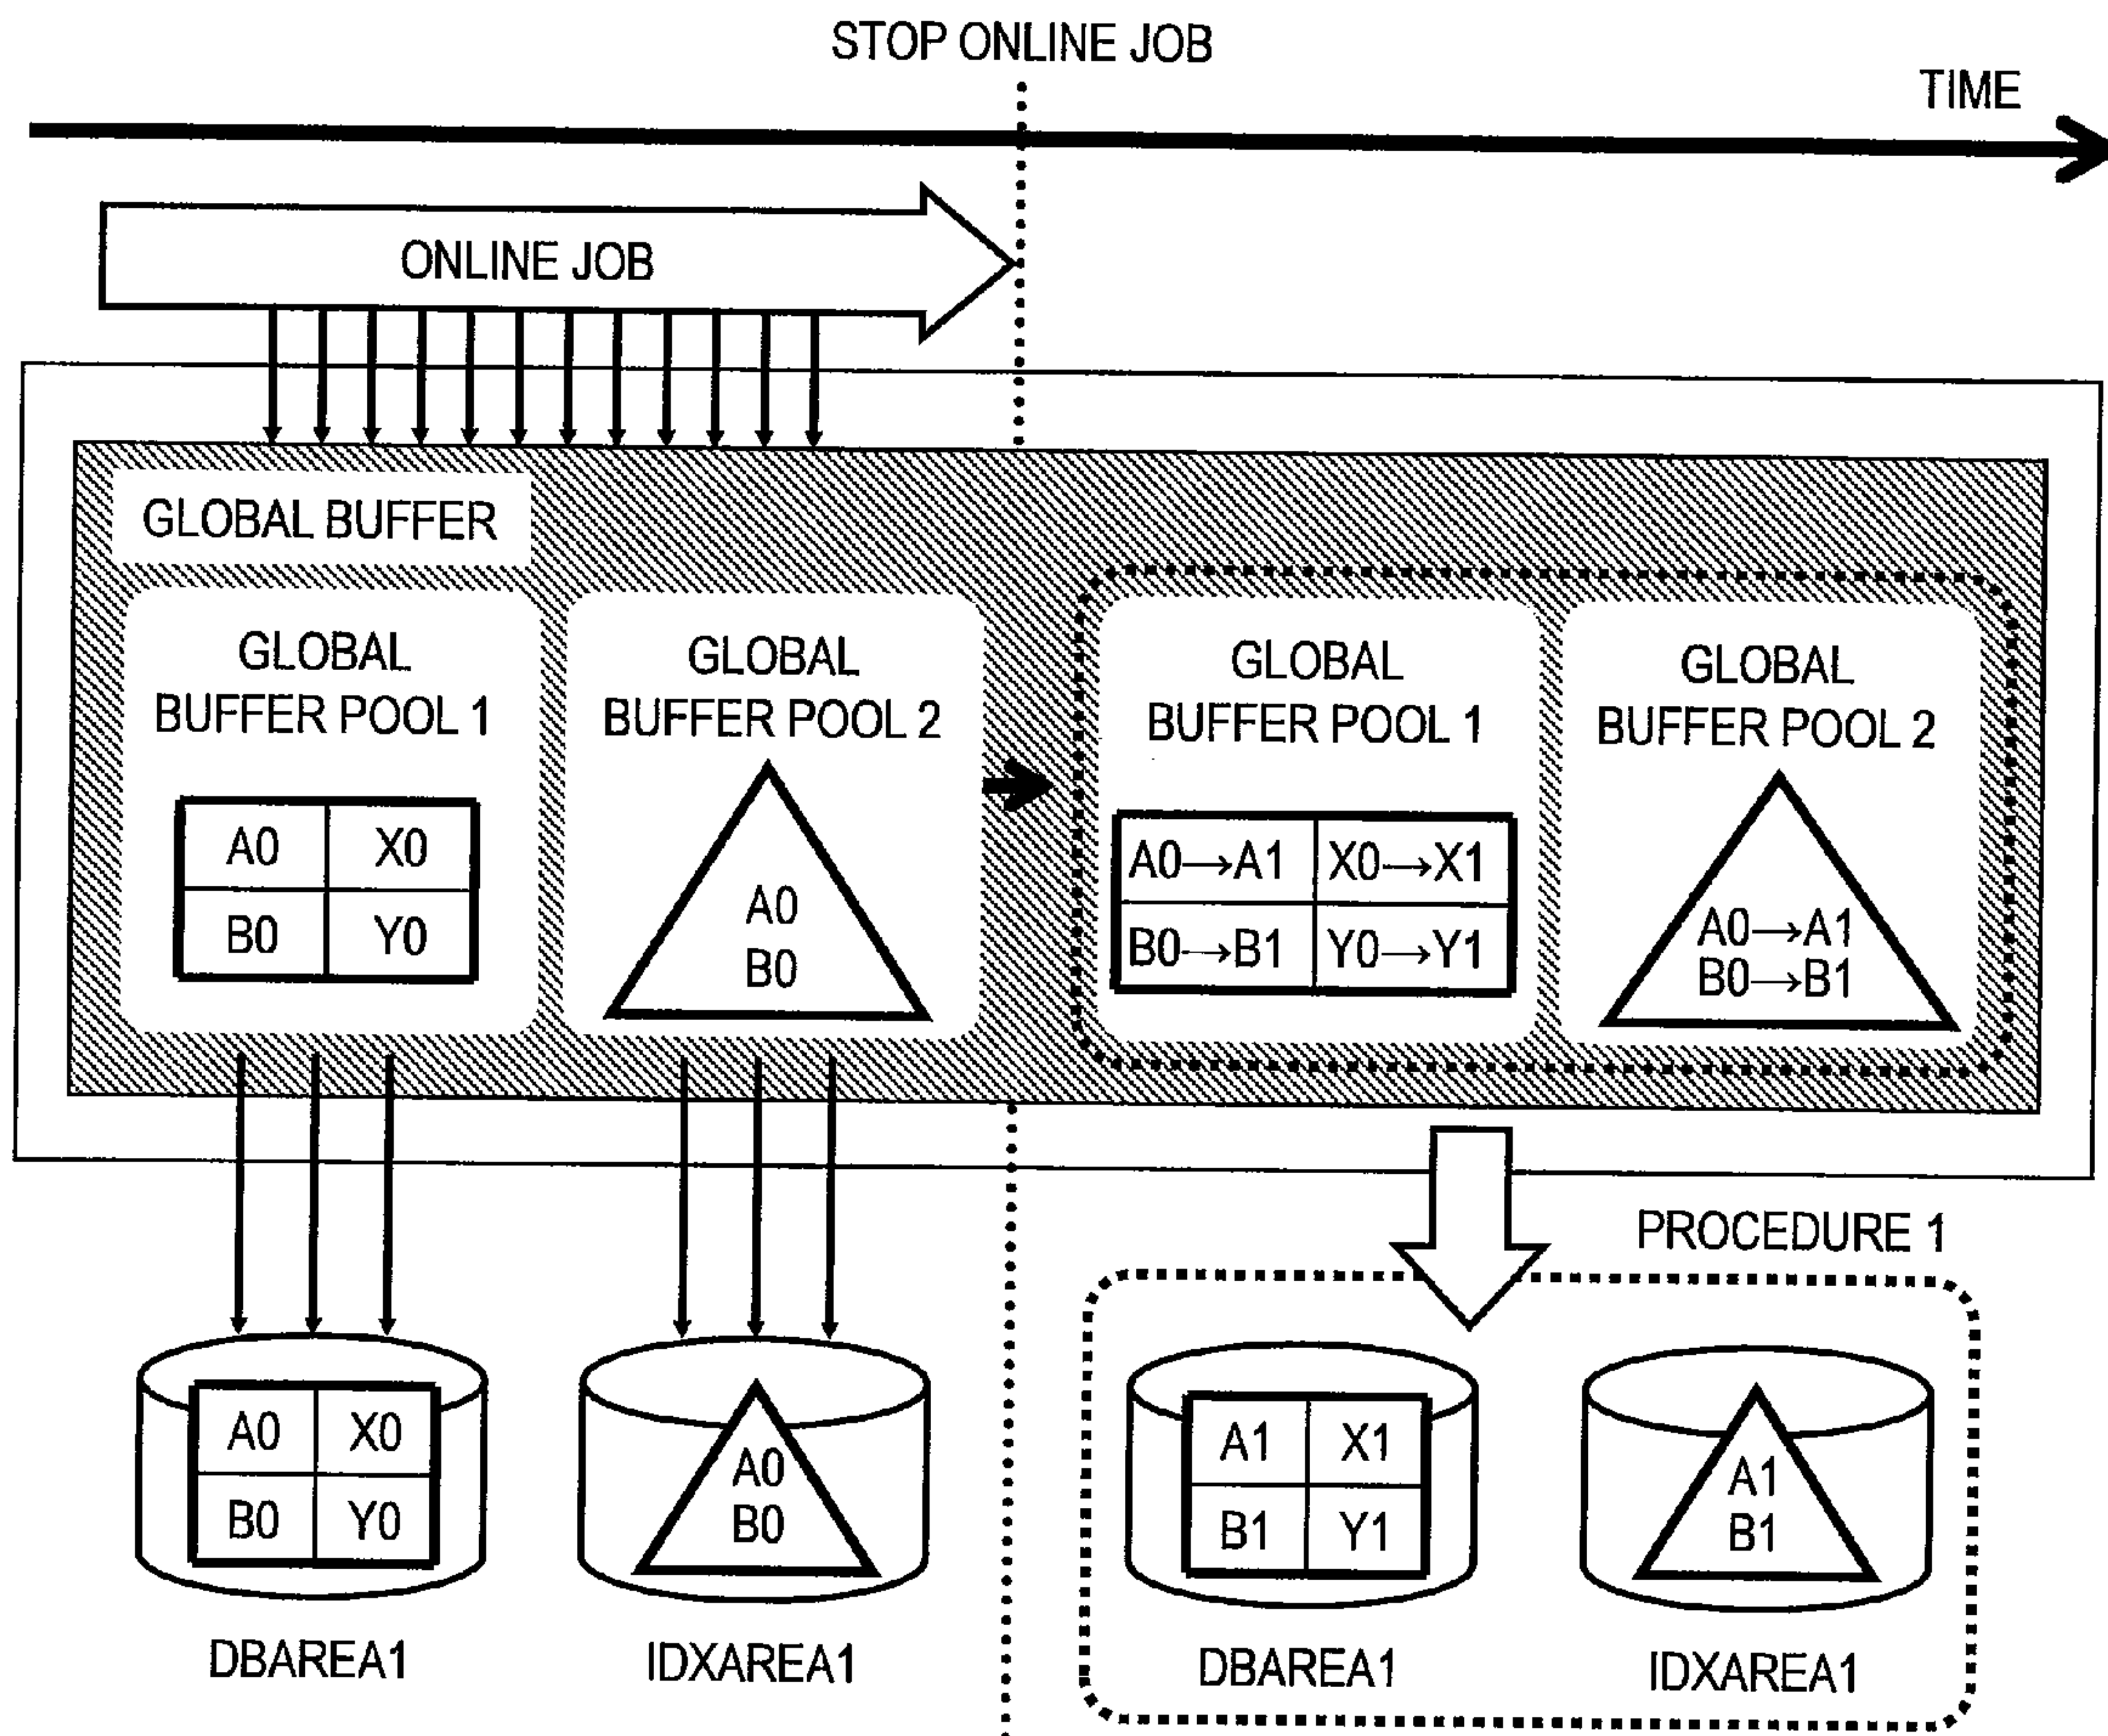 STOP ONLINE JOB
TIME
ONLINE JOB
GLOBAL BUFFER
GLOBAL
BUFFER POOL 1
A0 X0
B0 Y0
GLOBAL
BUFFER POOL 2
A0
B0
GLOBAL
BUFFER POOL 1
A0→A1 X0→X1
B0→B1 Y0→Y1
GLOBAL
BUFFER POOL 2
A0→A1
B0→B1
PROCEDURE 1
A0 X0
B0 Y0
DBAREA1
A0
B0
IDXAREA1
A1 X1
B1 Y1
DBAREA1
A1
B1
IDXAREA1